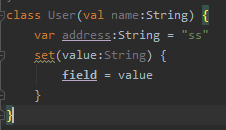 class User(val name:String) {
    var address:String = "ss"
    set(value:String) {
        field = value
    }
}